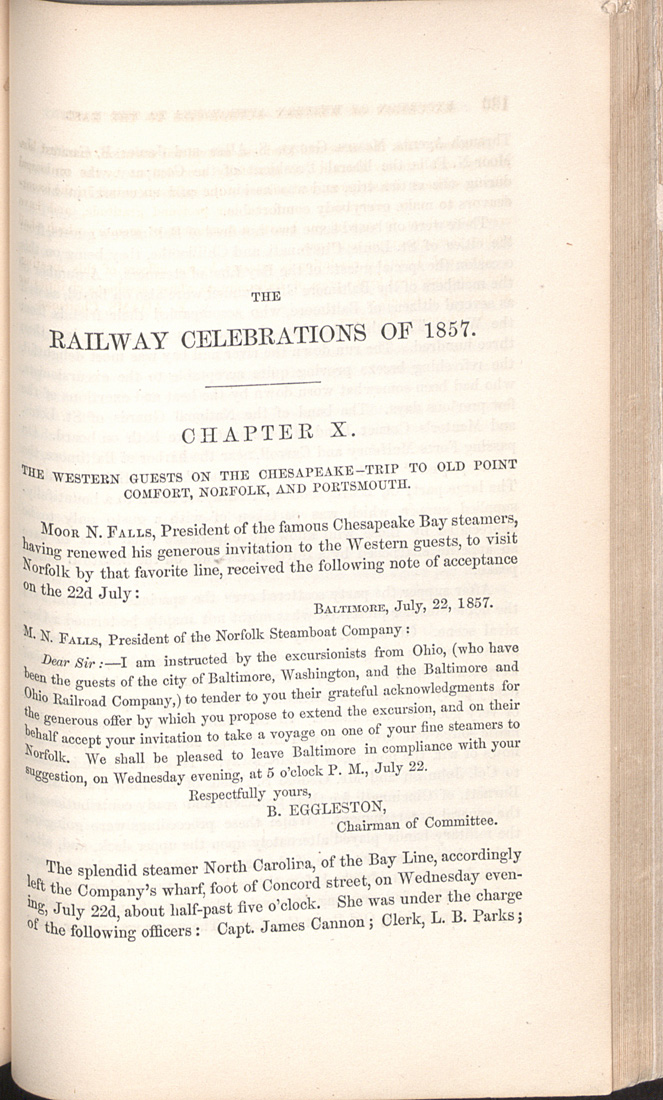 THE
RAILWAY CELEBRATIONS OF 1857.
CHAPTER X.
THE WESTERN GUESTS ON THE CHESAPEAKE—TRIP TO OLD POINT
COMFORT, NORFOLK, AND PORTSMOUTH.
MOOR N. FALLS, President of the famous Chesapeake Bay steamers,
having renewed his generous invitation to the Western guests, to visit
Norfolk by that favorite line, received the following note of acceptance
on the 22d July:
BALTIMORE, July, 22, 1857.
M. N. FALLS, President of the Norfolk Steamboat Company:
Dear Sir:—I am instructed by the excursionists from Ohio, (who have
been the guests of the city of Baltimore, Washington, and the Baltimore and
Ohio Railroad Company,) to tender to you their grateful acknowledgments for
the generous offer by which you propose to extend the excursion, and on their
behalf accept your invitation to take a voyage on one of your fine steamers to
Norfolk. We shall be pleased to leave Baltimore in compliance with your
suggestion, on Wednesday evening, at 5 o'clock P. M., July 22.
Respectfully yours,
B. EGGLESTON,
Chairman of Committee.
The splendid steamer North Carolina, of the Bay Line, accordingly
left the Company's wharf, foot of Concord street, on Wednesday even-
ing, July 22d, about half-past five o'clock. She was under the charge
of the following officers: Capt. James Cannon; Clerk, L. B. Parks;